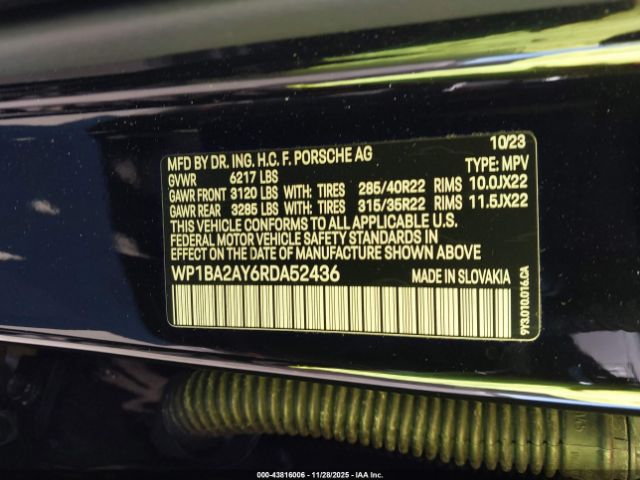 10/23
MFD BY DR. ING. H.C. F. PORSCHE AG
GVWR 6217 LBS TYPE: MPV
GAWR FRONT 3120 LBS WITH: TIRES 285/40R22 RIMS 10.0JX22
GAWR REAR 3285 LBS WITH: TIRES 315/35R22 RIMS 11.5JX22
THIS VEHICLE CONFORMS TO ALL APPLICABLE U.S.
FEDERAL MOTOR VEHICLE SAFETY STANDARDS IN
EFFECT ON THE DATE OF MANUFACTURE SHOWN ABOVE
WP1BA2AY6RDA52436 MADE IN SLOVAKIA
9Y3.010.016.CA
000-43816006 - 11/28/2025 - IAA Inc.